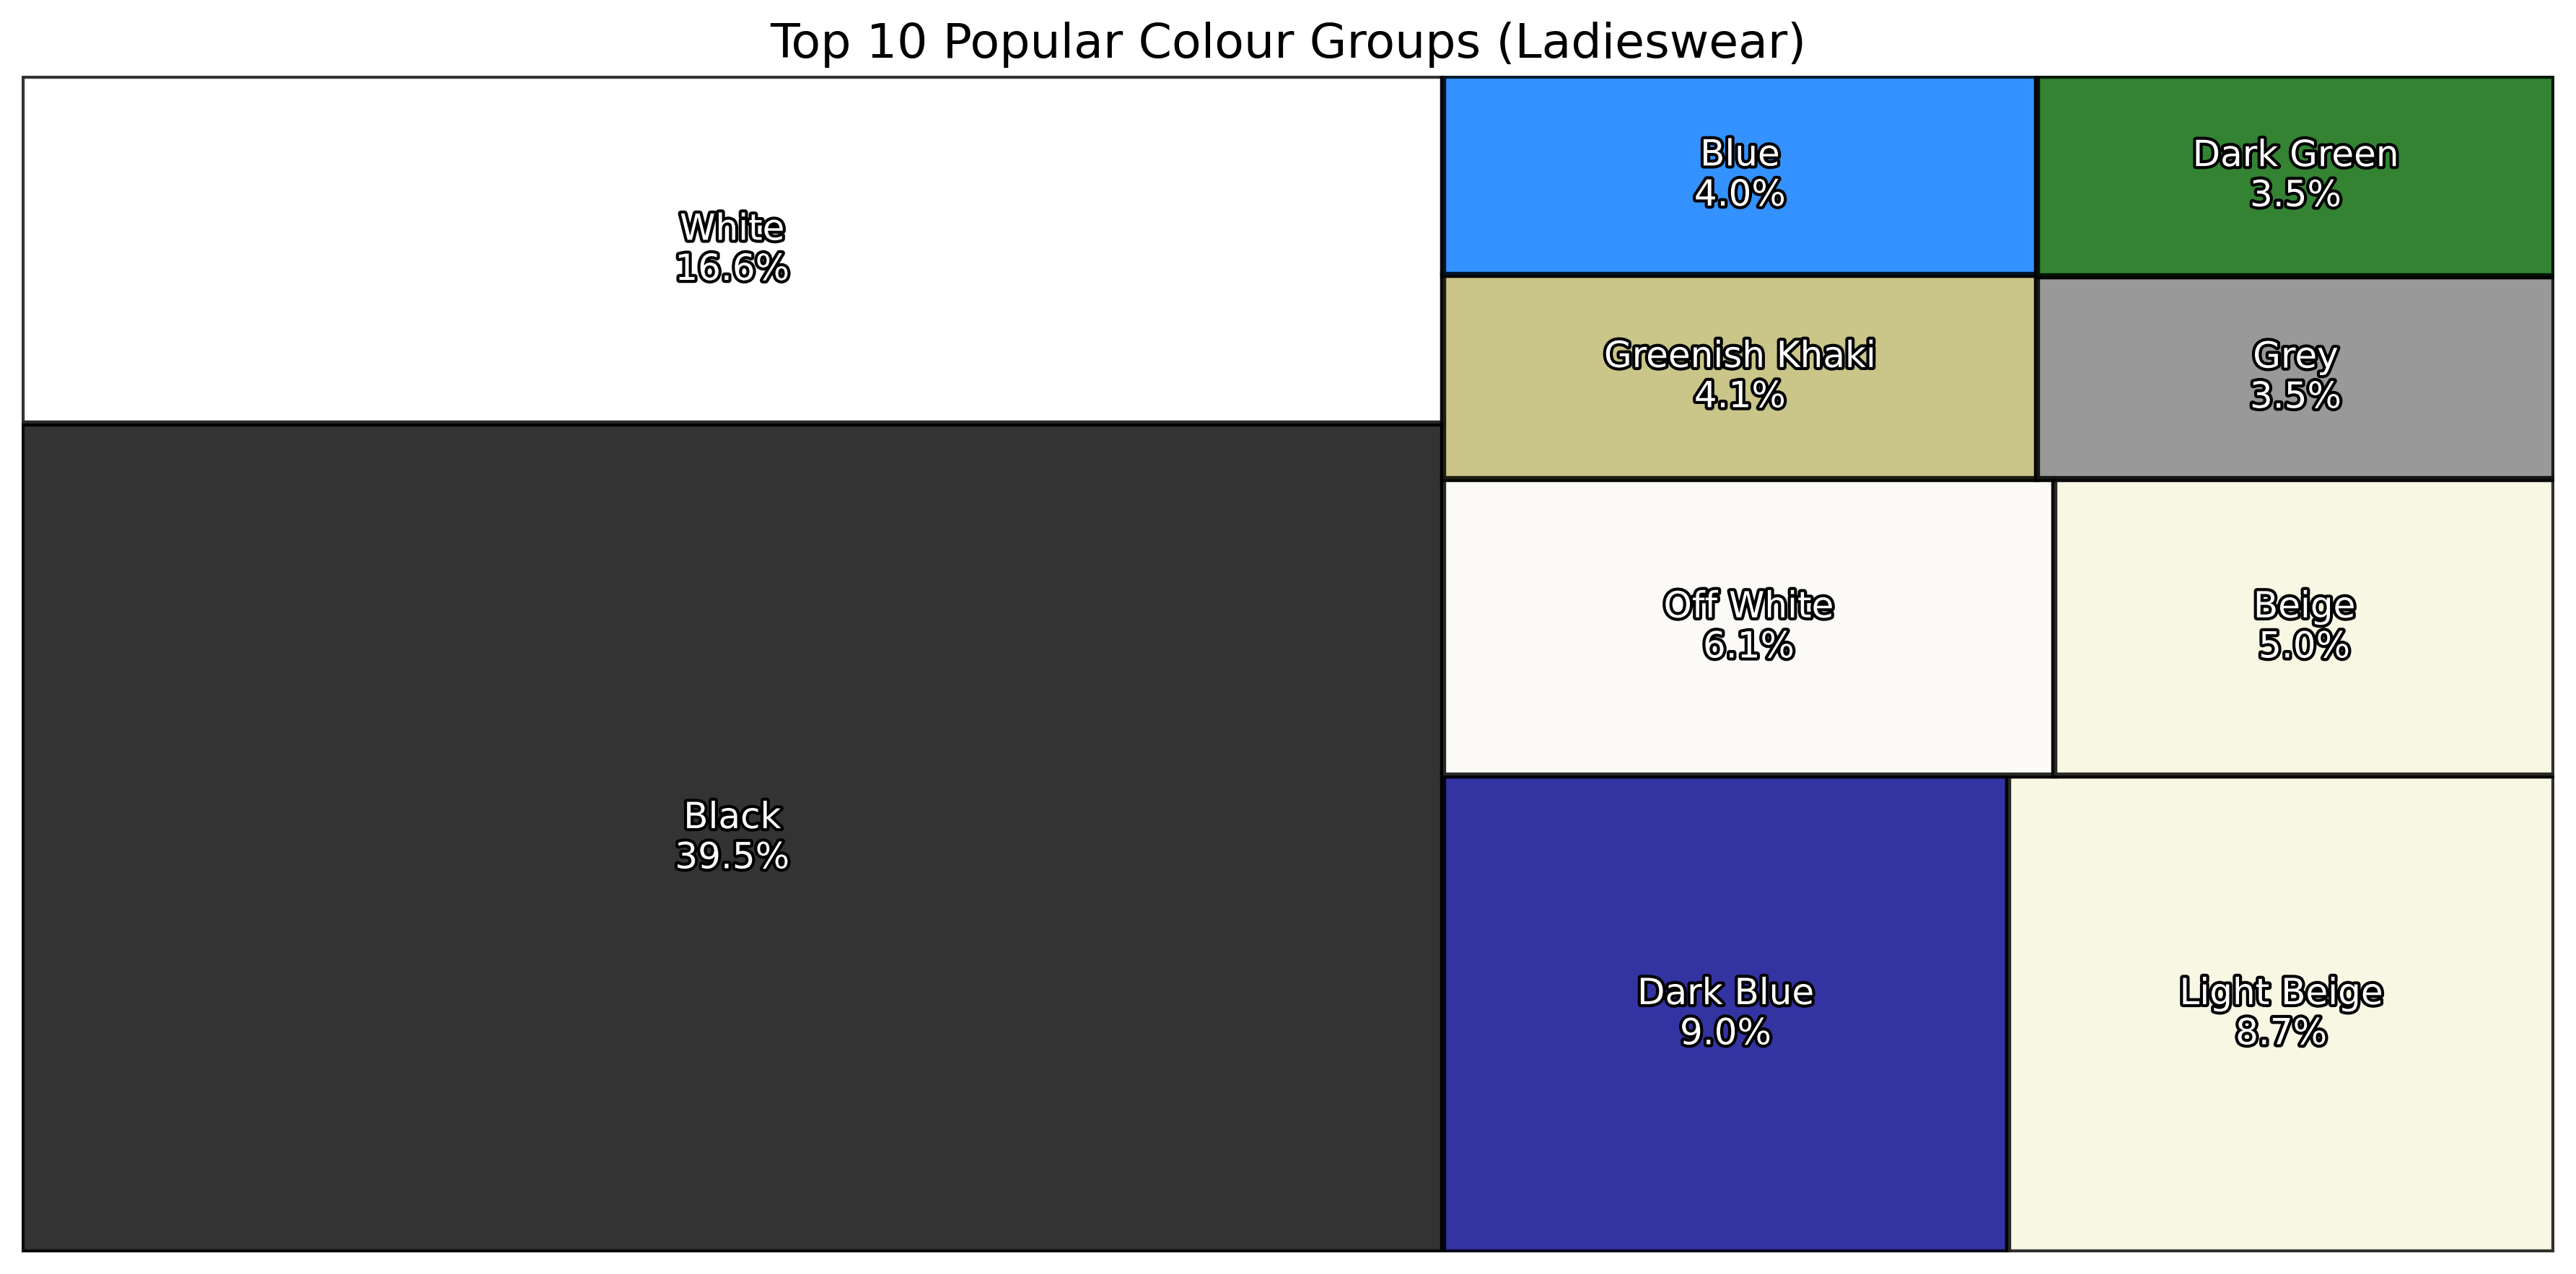 Top 10 Popular Colour Groups (Ladieswear)
White
16.6%
Black
39.5%
Blue
4.0%
Dark Green
3.5%
Greenish Khaki
4.1%
Grey
3.5%
Off White
6.1%
Beige
5.0%
Dark Blue
9.0%
Light Beige
8.7%